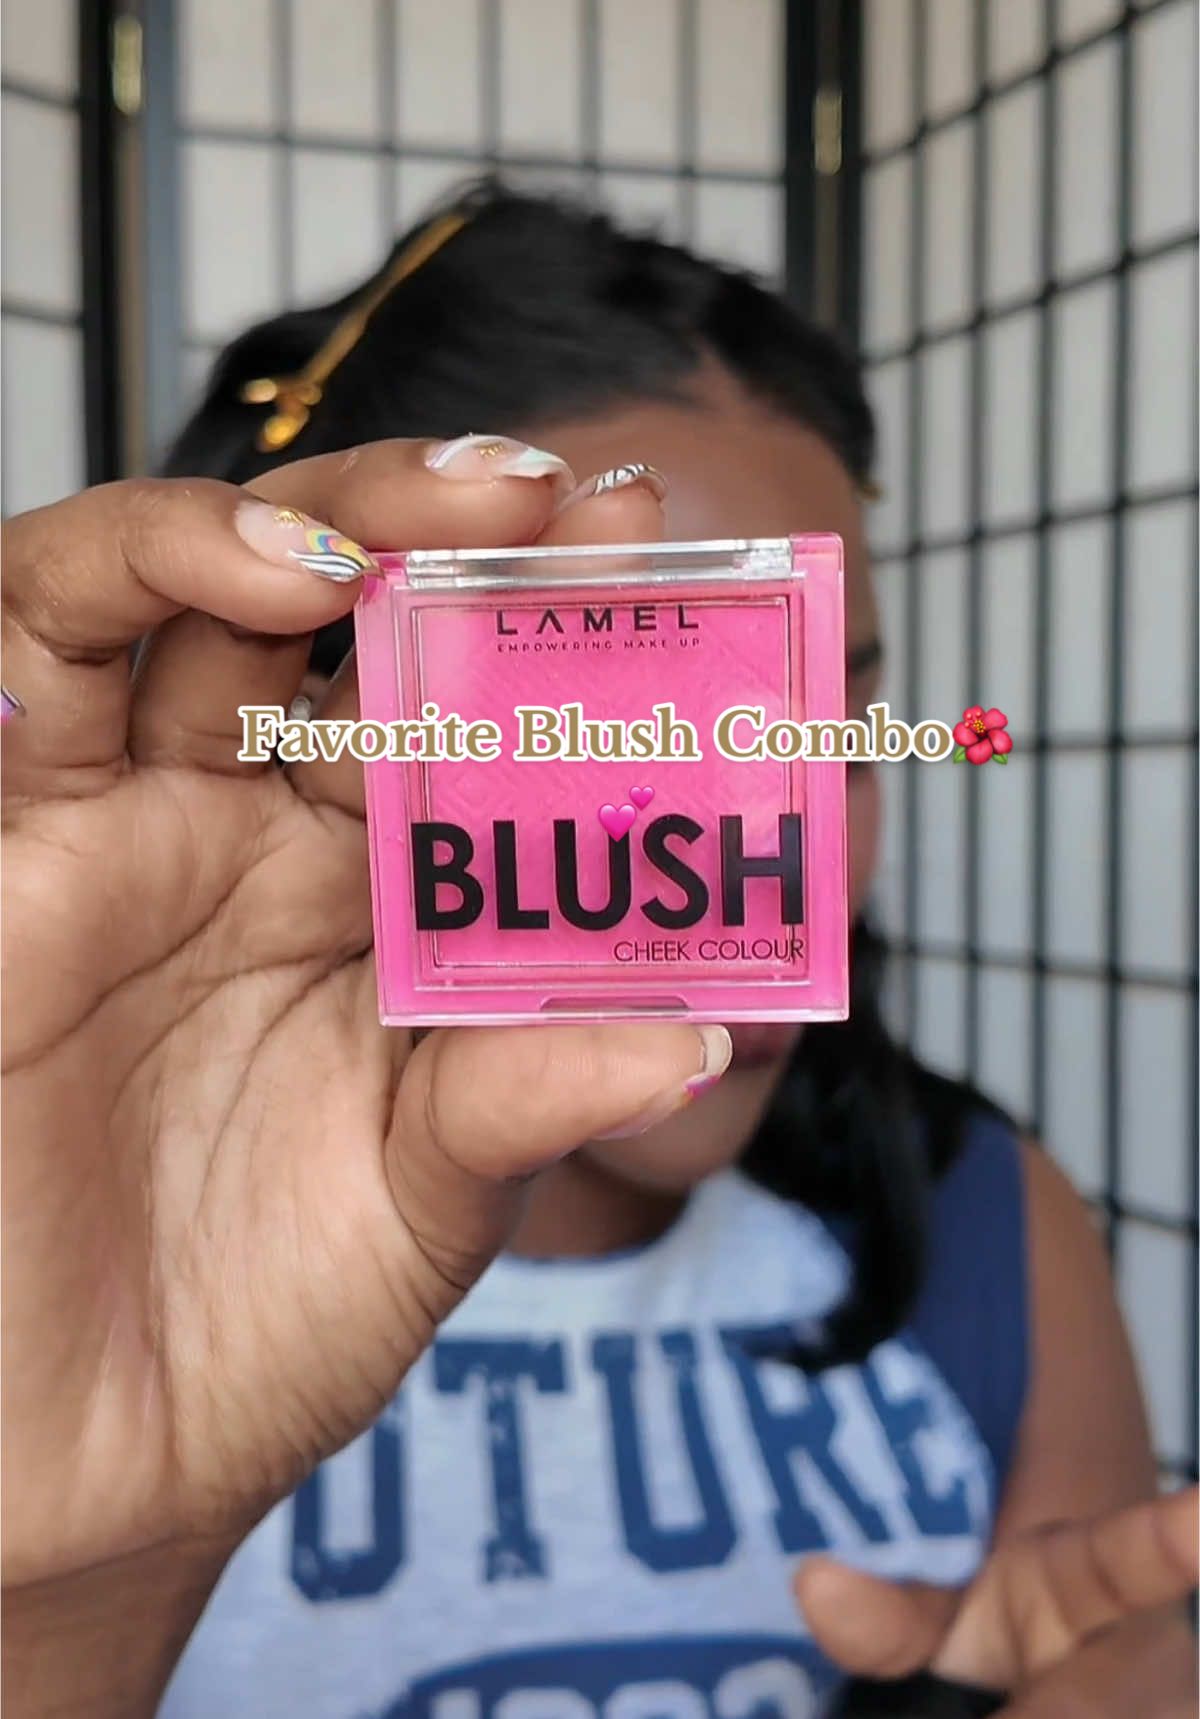 LAMEL
EMPOWERING MAKE UP
Favorite Blush Combo🌺
💕
BLUSH
CHEEK COLOUR
UTURE